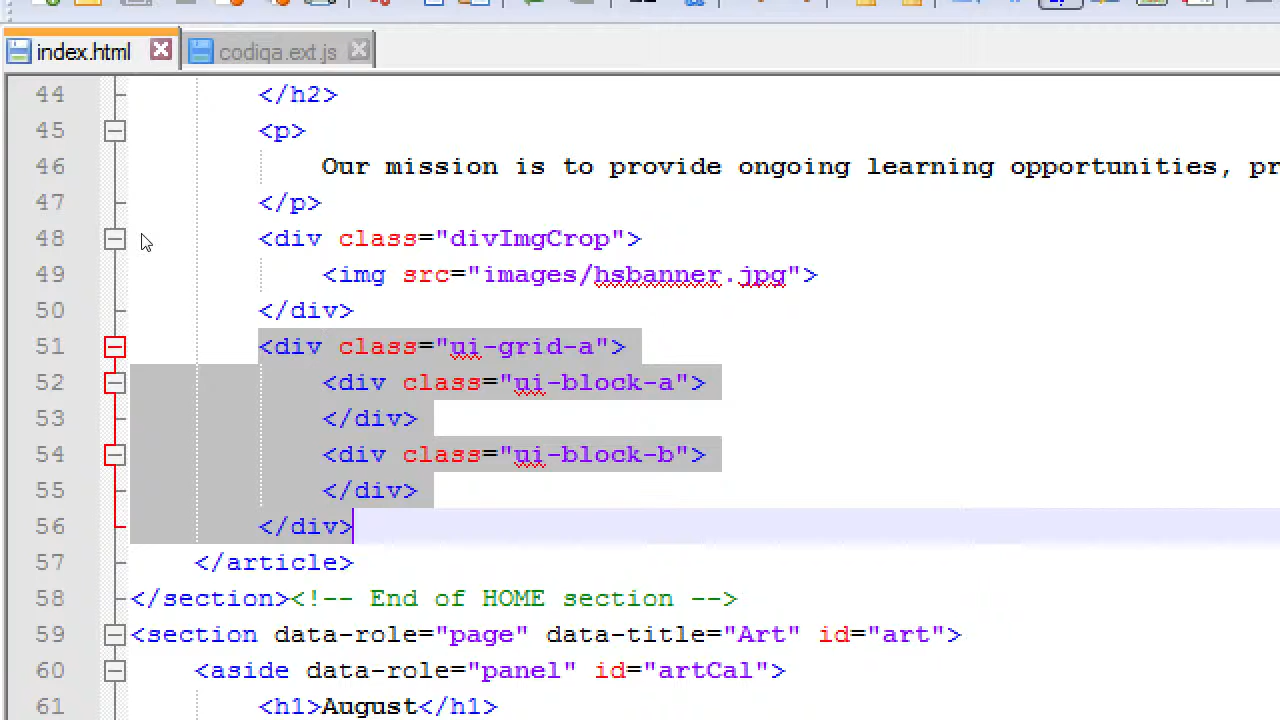 index.html codiqa.ext.js
44 </h2>
45 <p>
46 Our mission is to provide ongoing learning opportunities,
47 </p>
48 <div class="divImgCrop">
49 <img src="images/hsbanner.jpg">
50 </div>
51 <div class="ui-grid-a">
52 <div class="ui-block-a">
53 </div>
54 <div class="ui-block-b">
55 </div>
56 </div>
57 </article>
58 </section><!-- End of HOME section -->
59 <section data-role="page" data-title="Art" id="art">
60 <aside data-role="panel" id="artCal">
61 <h1>August</h1>